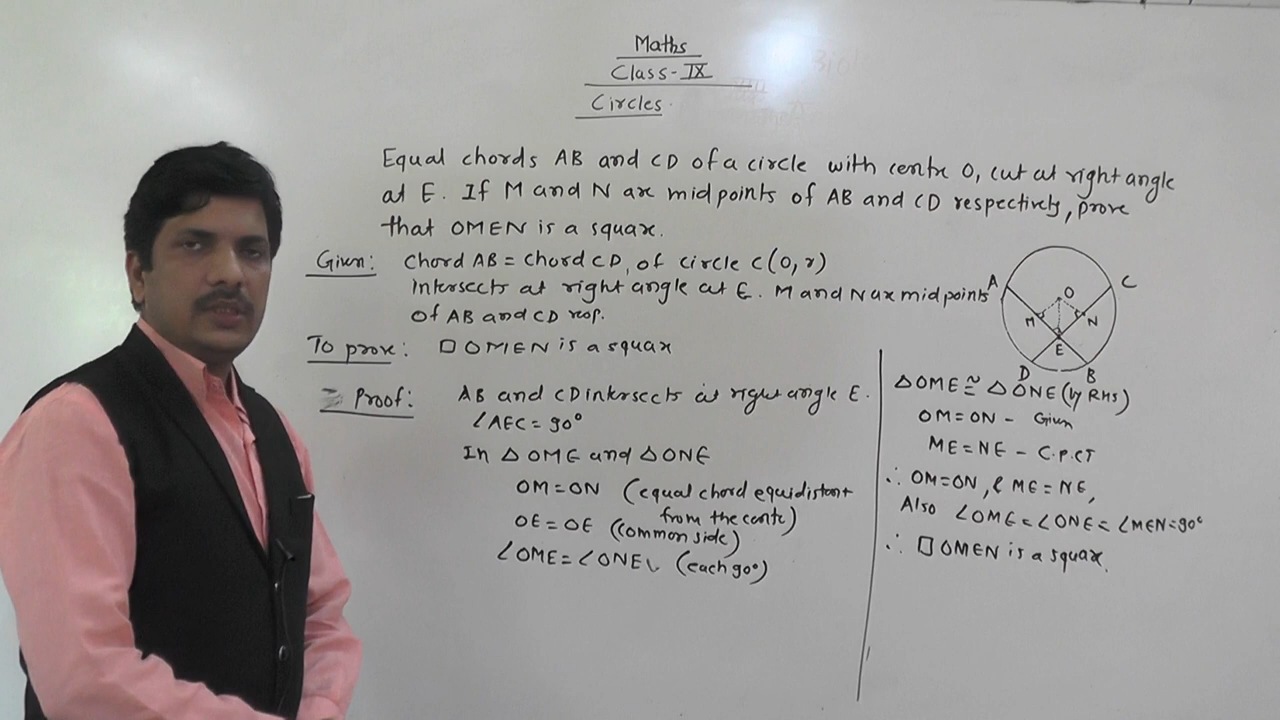 Maths
Class-IX
Circles
Equal chords AB and CD of a circle with centre O, cut at right angle
at E. If M and N are midpoints of AB and CD respectively, prove
that OMEN is a square.
Given: Chord AB = Chord CD, of circle C(O,r)
Intersects at right angle at E. M and N are midpoints
of AB and CD resp.
To prove: □ OMEN is a square
Proof: AB and CD intersects at right angle E.
∠AEC = 90°
In △ OME and △ ONE
OM = ON (equal chord equidistant
from the centre)
OE = OE (common side)
∠OME = ∠ONE (each 90°)
A
C
O
M
N
E
D
B
△OME ≅ △ONE (by RHS)
OM = ON - Given
ME = NE - C.P.CT
∴ OM = ON, & ME = NE,
Also ∠OME = ∠ONE = ∠MEN = 90°
∴ □ OMEN is a square.